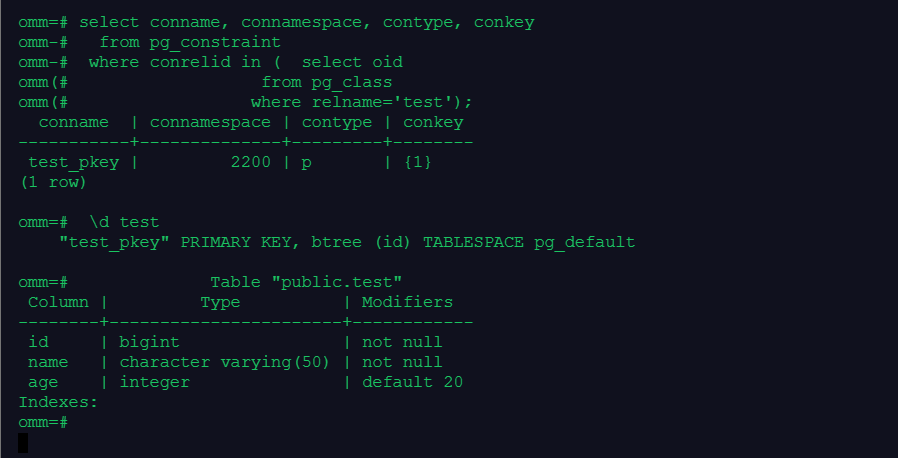 omm=# select conname, connamespace, contype, conkey
omm-#   from pg_constraint
omm-#  where conrelid in (  select oid
omm(#                   from pg_class
omm(#                  where relname='test');
  conname  | connamespace | contype | conkey
-----------+--------------+---------+--------
 test_pkey |         2200 | p       | {1}
(1 row)

omm=#  \d test
    "test_pkey" PRIMARY KEY, btree (id) TABLESPACE pg_default

omm=#              Table "public.test"
 Column |         Type          | Modifiers
--------+-----------------------+------------
 id     | bigint                | not null
 name   | character varying(50) | not null
 age    | integer               | default 20
Indexes:
omm=#